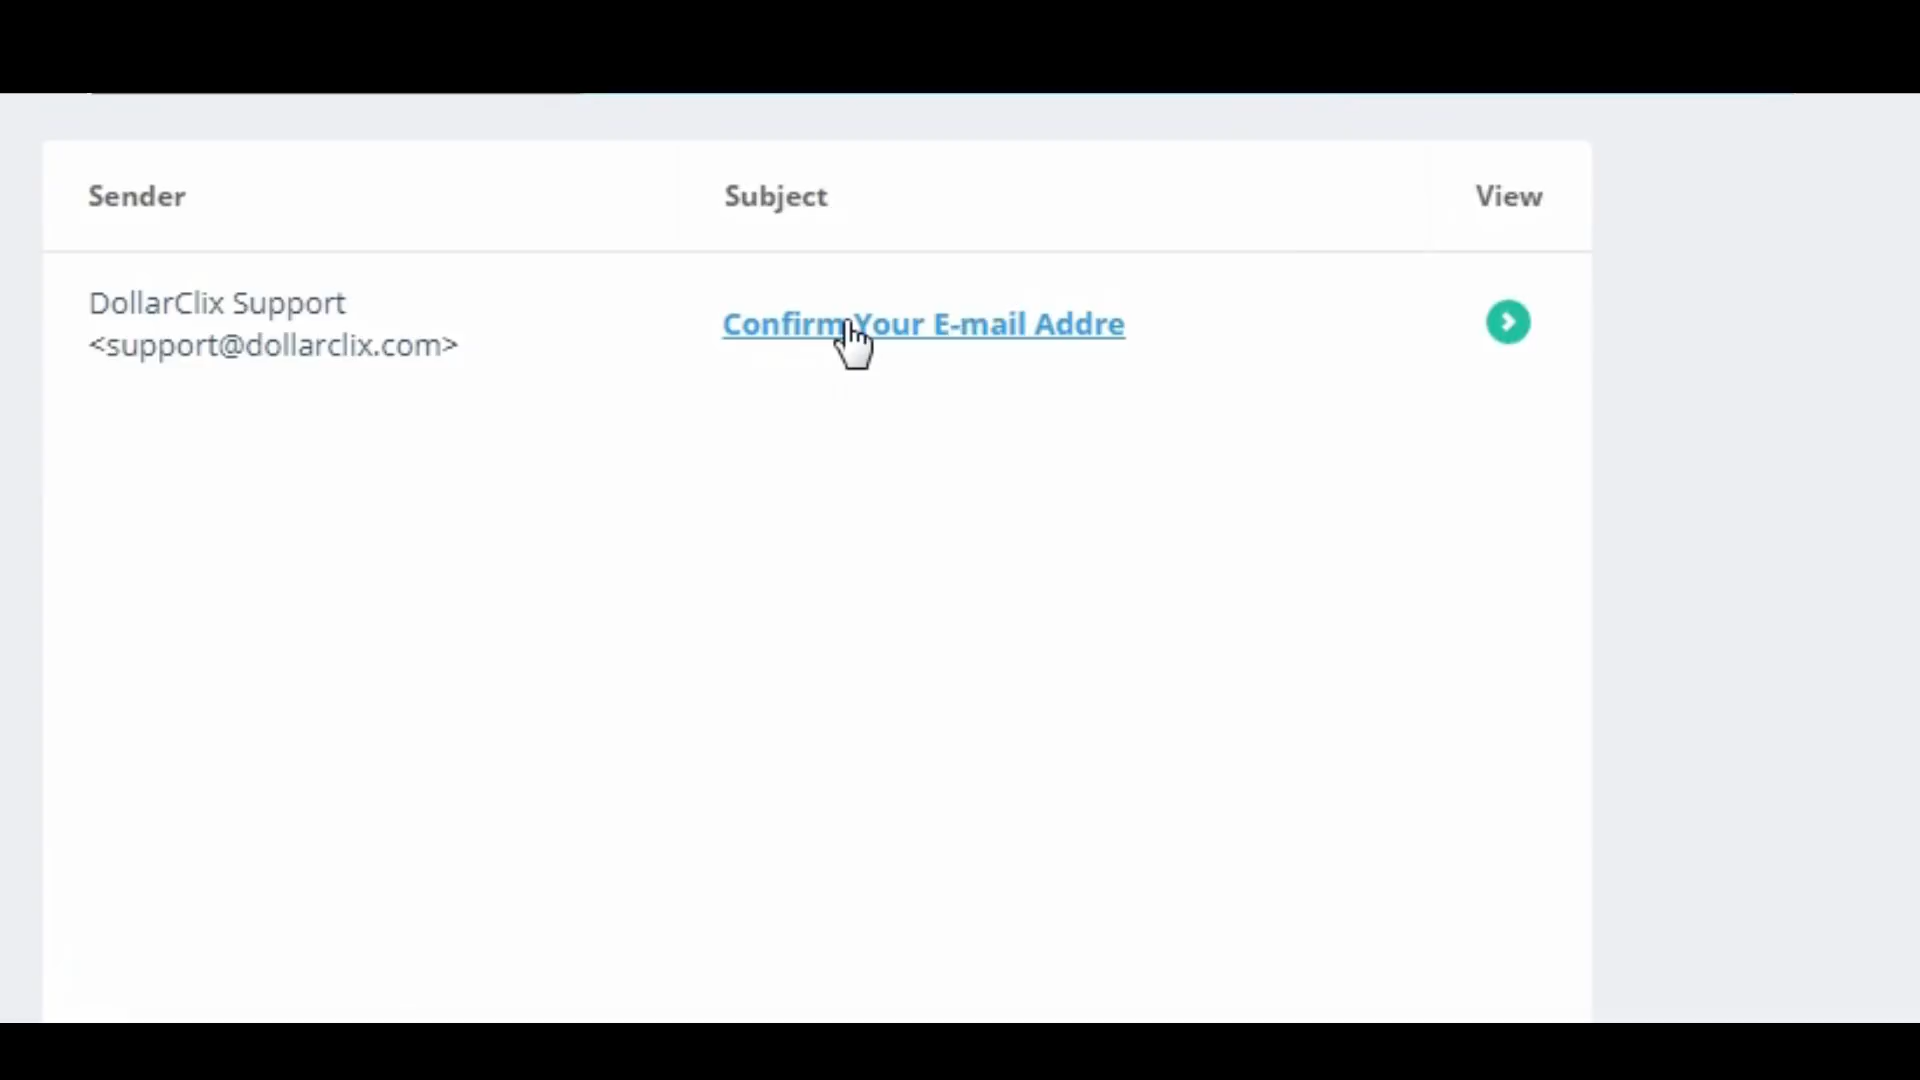 Sender Subject View
DollarClix Support
<support@dollarclix.com>
Confirm Your E-mail Addre